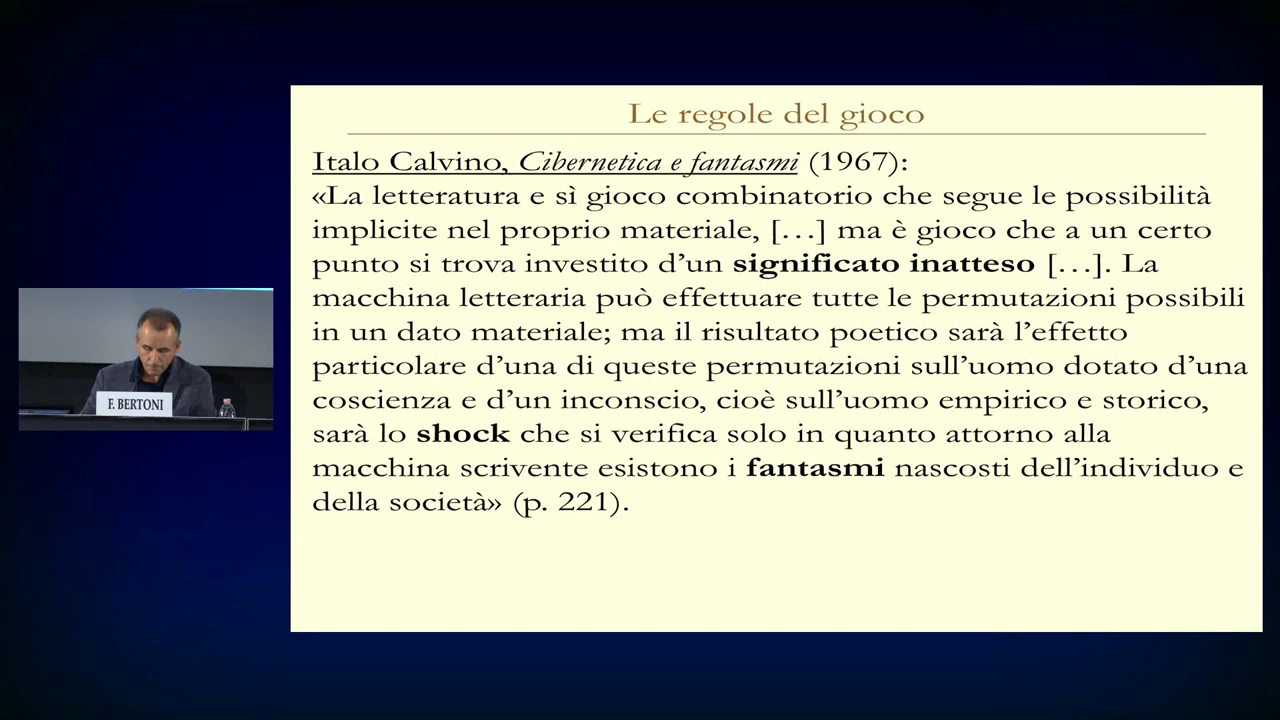 Le regole del gioco
Italo Calvino, Cibernetica e fantasmi (1967):
«La letteratura e sì gioco combinatorio che segue le possibilità
implicite nel proprio materiale, […] ma è gioco che a un certo
punto si trova investito d’un significato inatteso […]. La
macchina letteraria può effettuare tutte le permutazioni possibili
in un dato materiale; ma il risultato poetico sarà l’effetto
particolare d’una di queste permutazioni sull’uomo dotato d’una
coscienza e d’un inconscio, cioè sull’uomo empirico e storico,
sarà lo shock che si verifica solo in quanto attorno alla
macchina scrivente esistono i fantasmi nascosti dell’individuo e
della società» (p. 221).
F. BERTONI